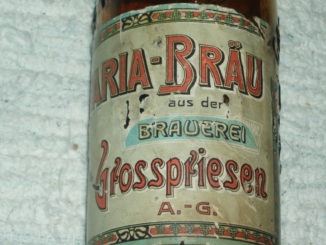 ARIA-BRÄU
aus der
BRAUEREI
Grosspriesen
A.-G.